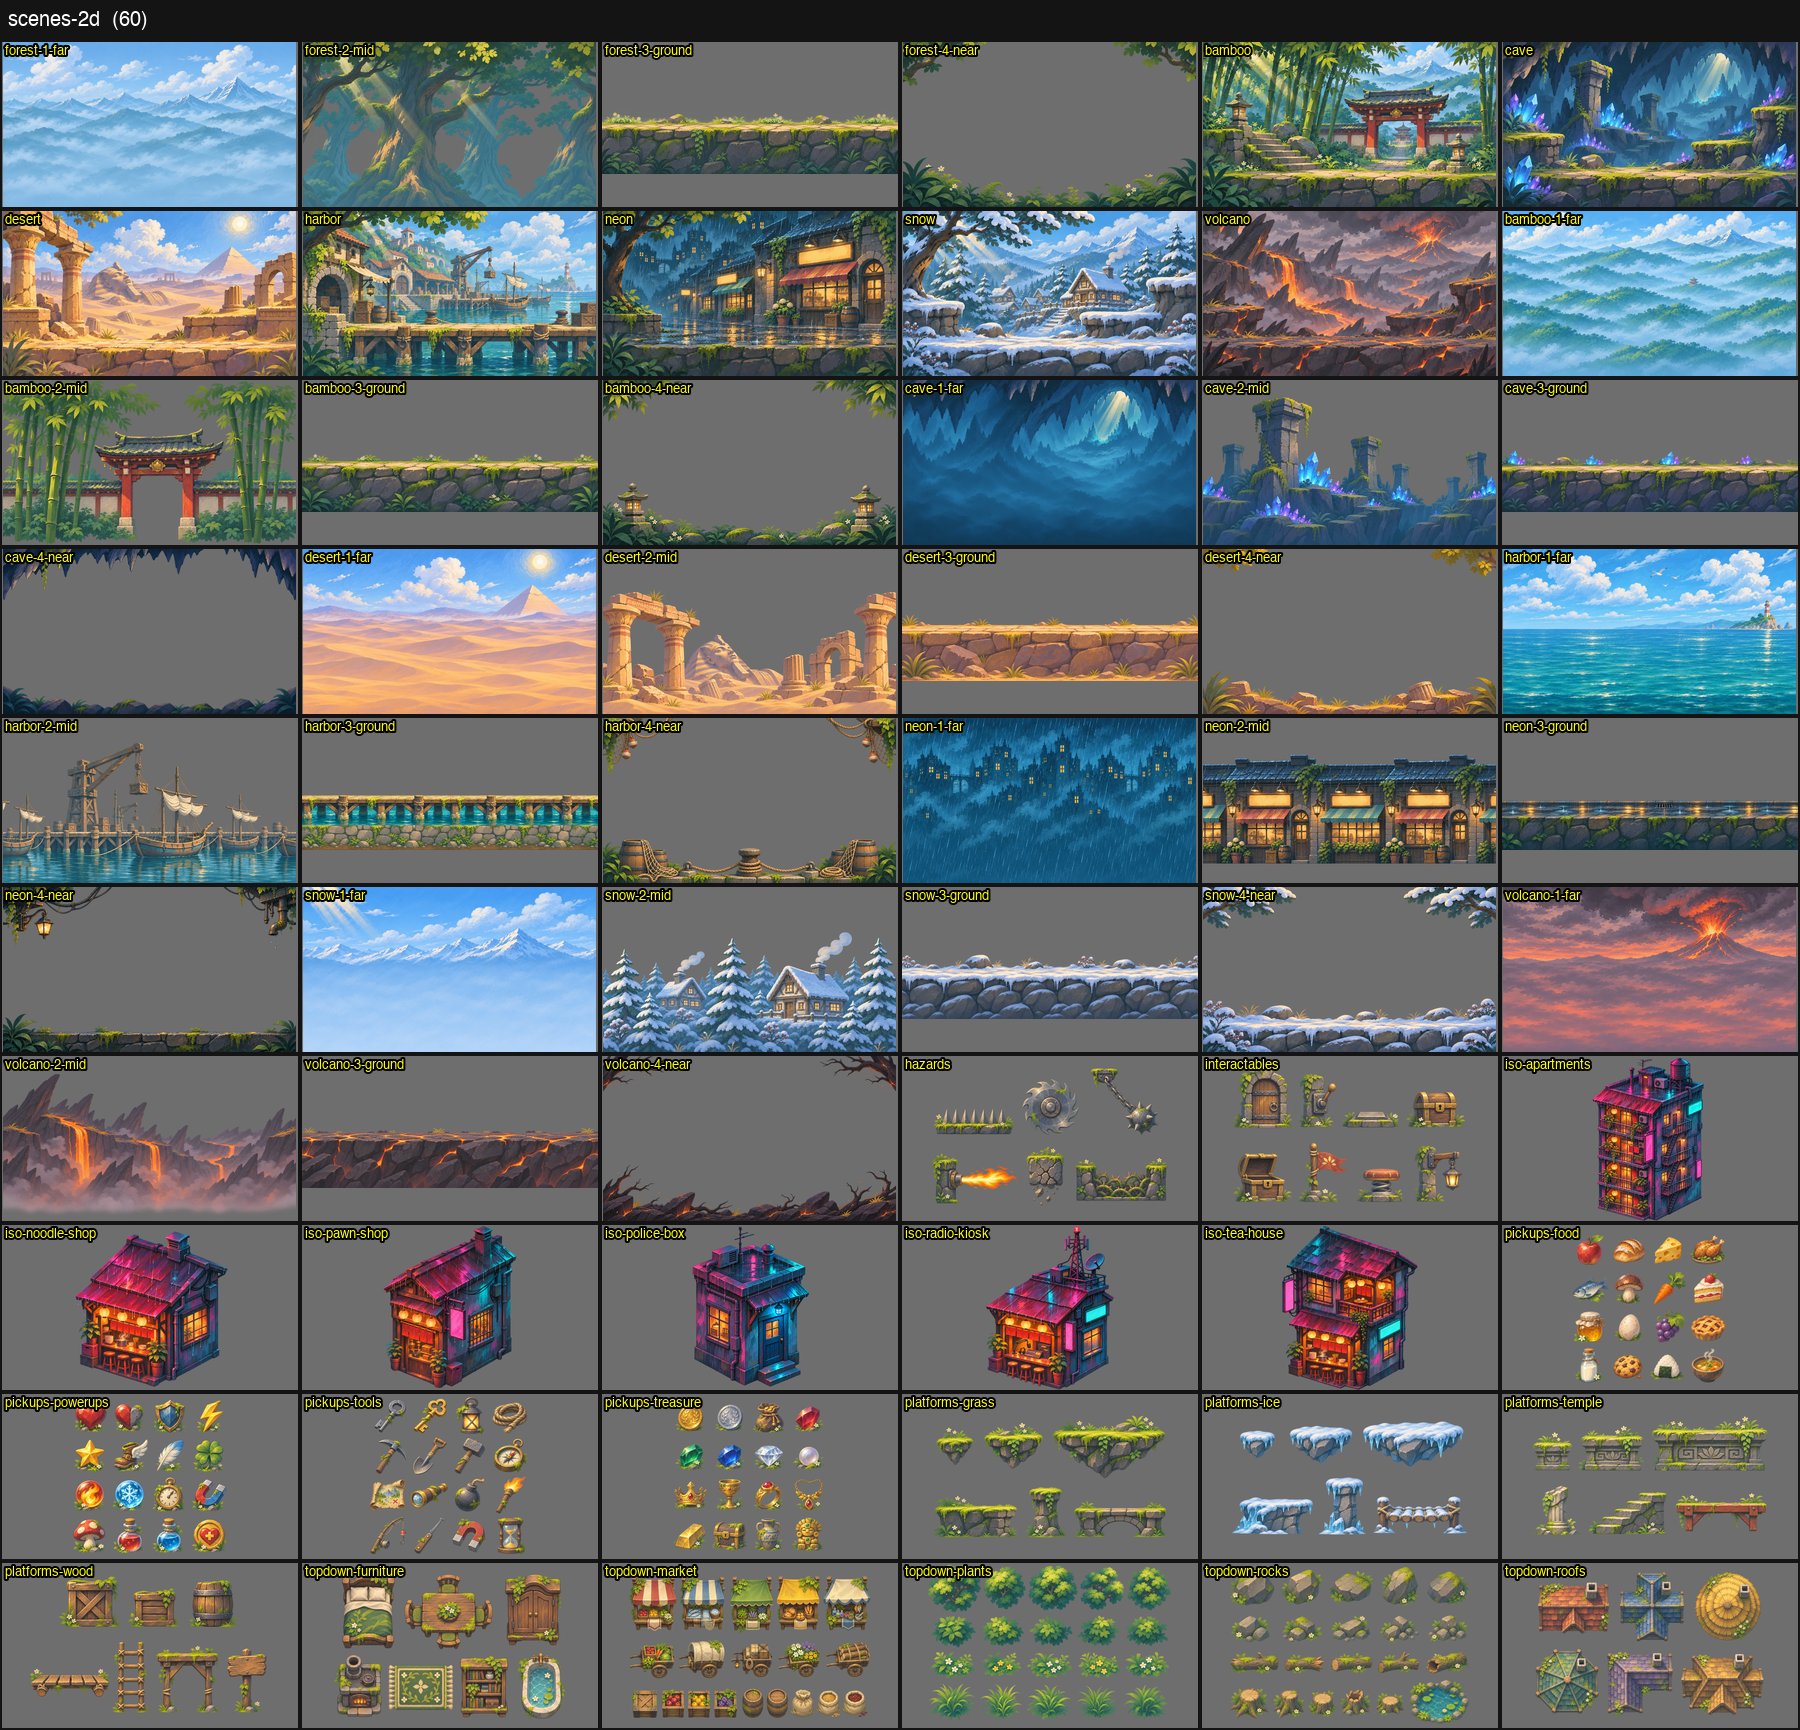 scenes-2d (60)
forest-1-far
forest-2-mid
forest-3-ground
forest-4-near
bamboo
cave
desert
harbor
neon
snow
volcano
bamboo-1-far
bamboo-2-mid
bamboo-3-ground
bamboo-4-near
cave-1-far
cave-2-mid
cave-3-ground
cave-4-near
desert-1-far
desert-2-mid
desert-3-ground
desert-4-near
harbor-1-far
harbor-2-mid
harbor-3-ground
harbor-4-near
neon-1-far
neon-2-mid
neon-3-ground
neon-4-near
snow-1-far
snow-2-mid
snow-3-ground
snow-4-near
volcano-1-far
volcano-2-mid
volcano-3-ground
volcano-4-near
hazards
interactables
iso-apartments
iso-noodle-shop
iso-pawn-shop
iso-police-box
iso-radio-kiosk
iso-tea-house
pickups-food
pickups-powerups
pickups-tools
pickups-treasure
platforms-grass
platforms-ice
platforms-temple
platforms-wood
topdown-furniture
topdown-market
topdown-plants
topdown-rocks
topdown-roofs